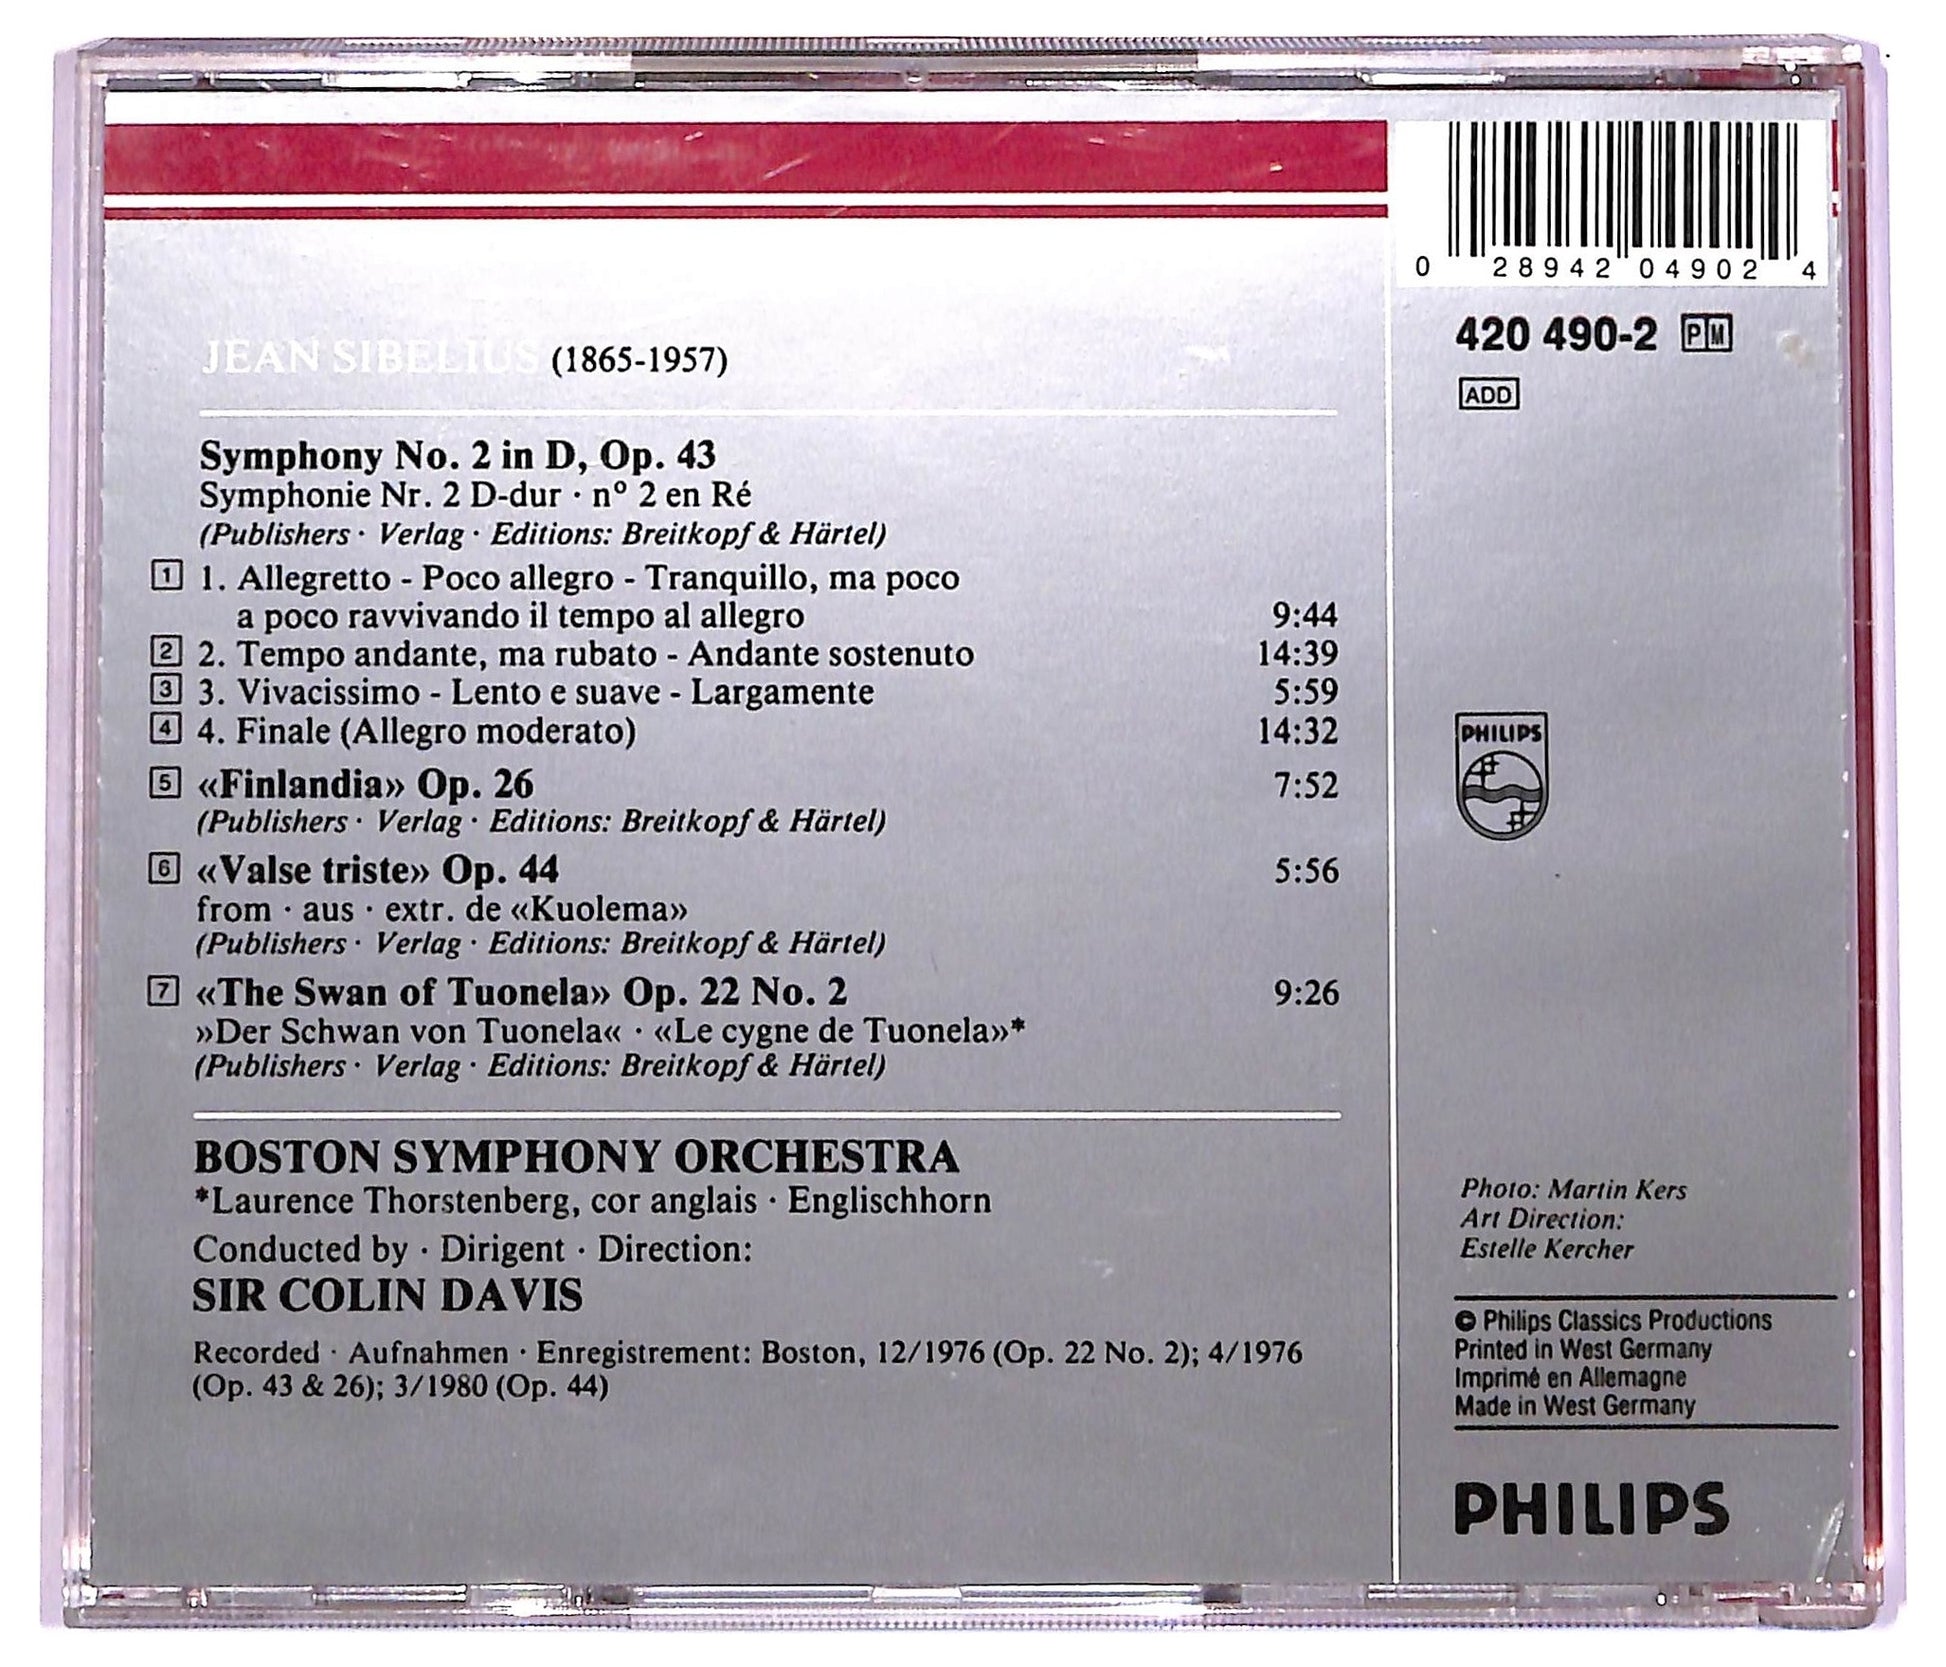 0 28942 04902 4
420 490-2 PM
ADD
JEAN SIBELIUS (1865-1957)
Symphony No. 2 in D, Op. 43
Symphonie Nr. 2 D-dur · n° 2 en Ré
(Publishers · Verlag · Editions: Breitkopf & Härtel)
1 1. Allegretto - Poco allegro - Tranquillo, ma poco
a poco ravvivando il tempo al allegro 9:44
2 2. Tempo andante, ma rubato - Andante sostenuto 14:39
3 3. Vivacissimo - Lento e suave - Largamente 5:59
4 4. Finale (Allegro moderato) 14:32
5 «Finlandia» Op. 26 7:52
(Publishers · Verlag · Editions: Breitkopf & Härtel)
6 «Valse triste» Op. 44 5:56
from · aus · extr. de «Kuolema»
(Publishers · Verlag · Editions: Breitkopf & Härtel)
7 «The Swan of Tuonela» Op. 22 No. 2 9:26
»Der Schwan von Tuonela« · «Le cygne de Tuonela»*
(Publishers · Verlag · Editions: Breitkopf & Härtel)
BOSTON SYMPHONY ORCHESTRA
*Laurence Thorstenberg, cor anglais · Englischhorn
Conducted by · Dirigent · Direction:
SIR COLIN DAVIS
Recorded · Aufnahmen · Enregistrement: Boston, 12/1976 (Op. 22 No. 2); 4/1976
(Op. 43 & 26); 3/1980 (Op. 44)
PHILIPS
Photo: Martin Kers
Art Direction:
Estelle Kercher
© Philips Classics Productions
Printed in West Germany
Imprimé en Allemagne
Made in West Germany
PHILIPS